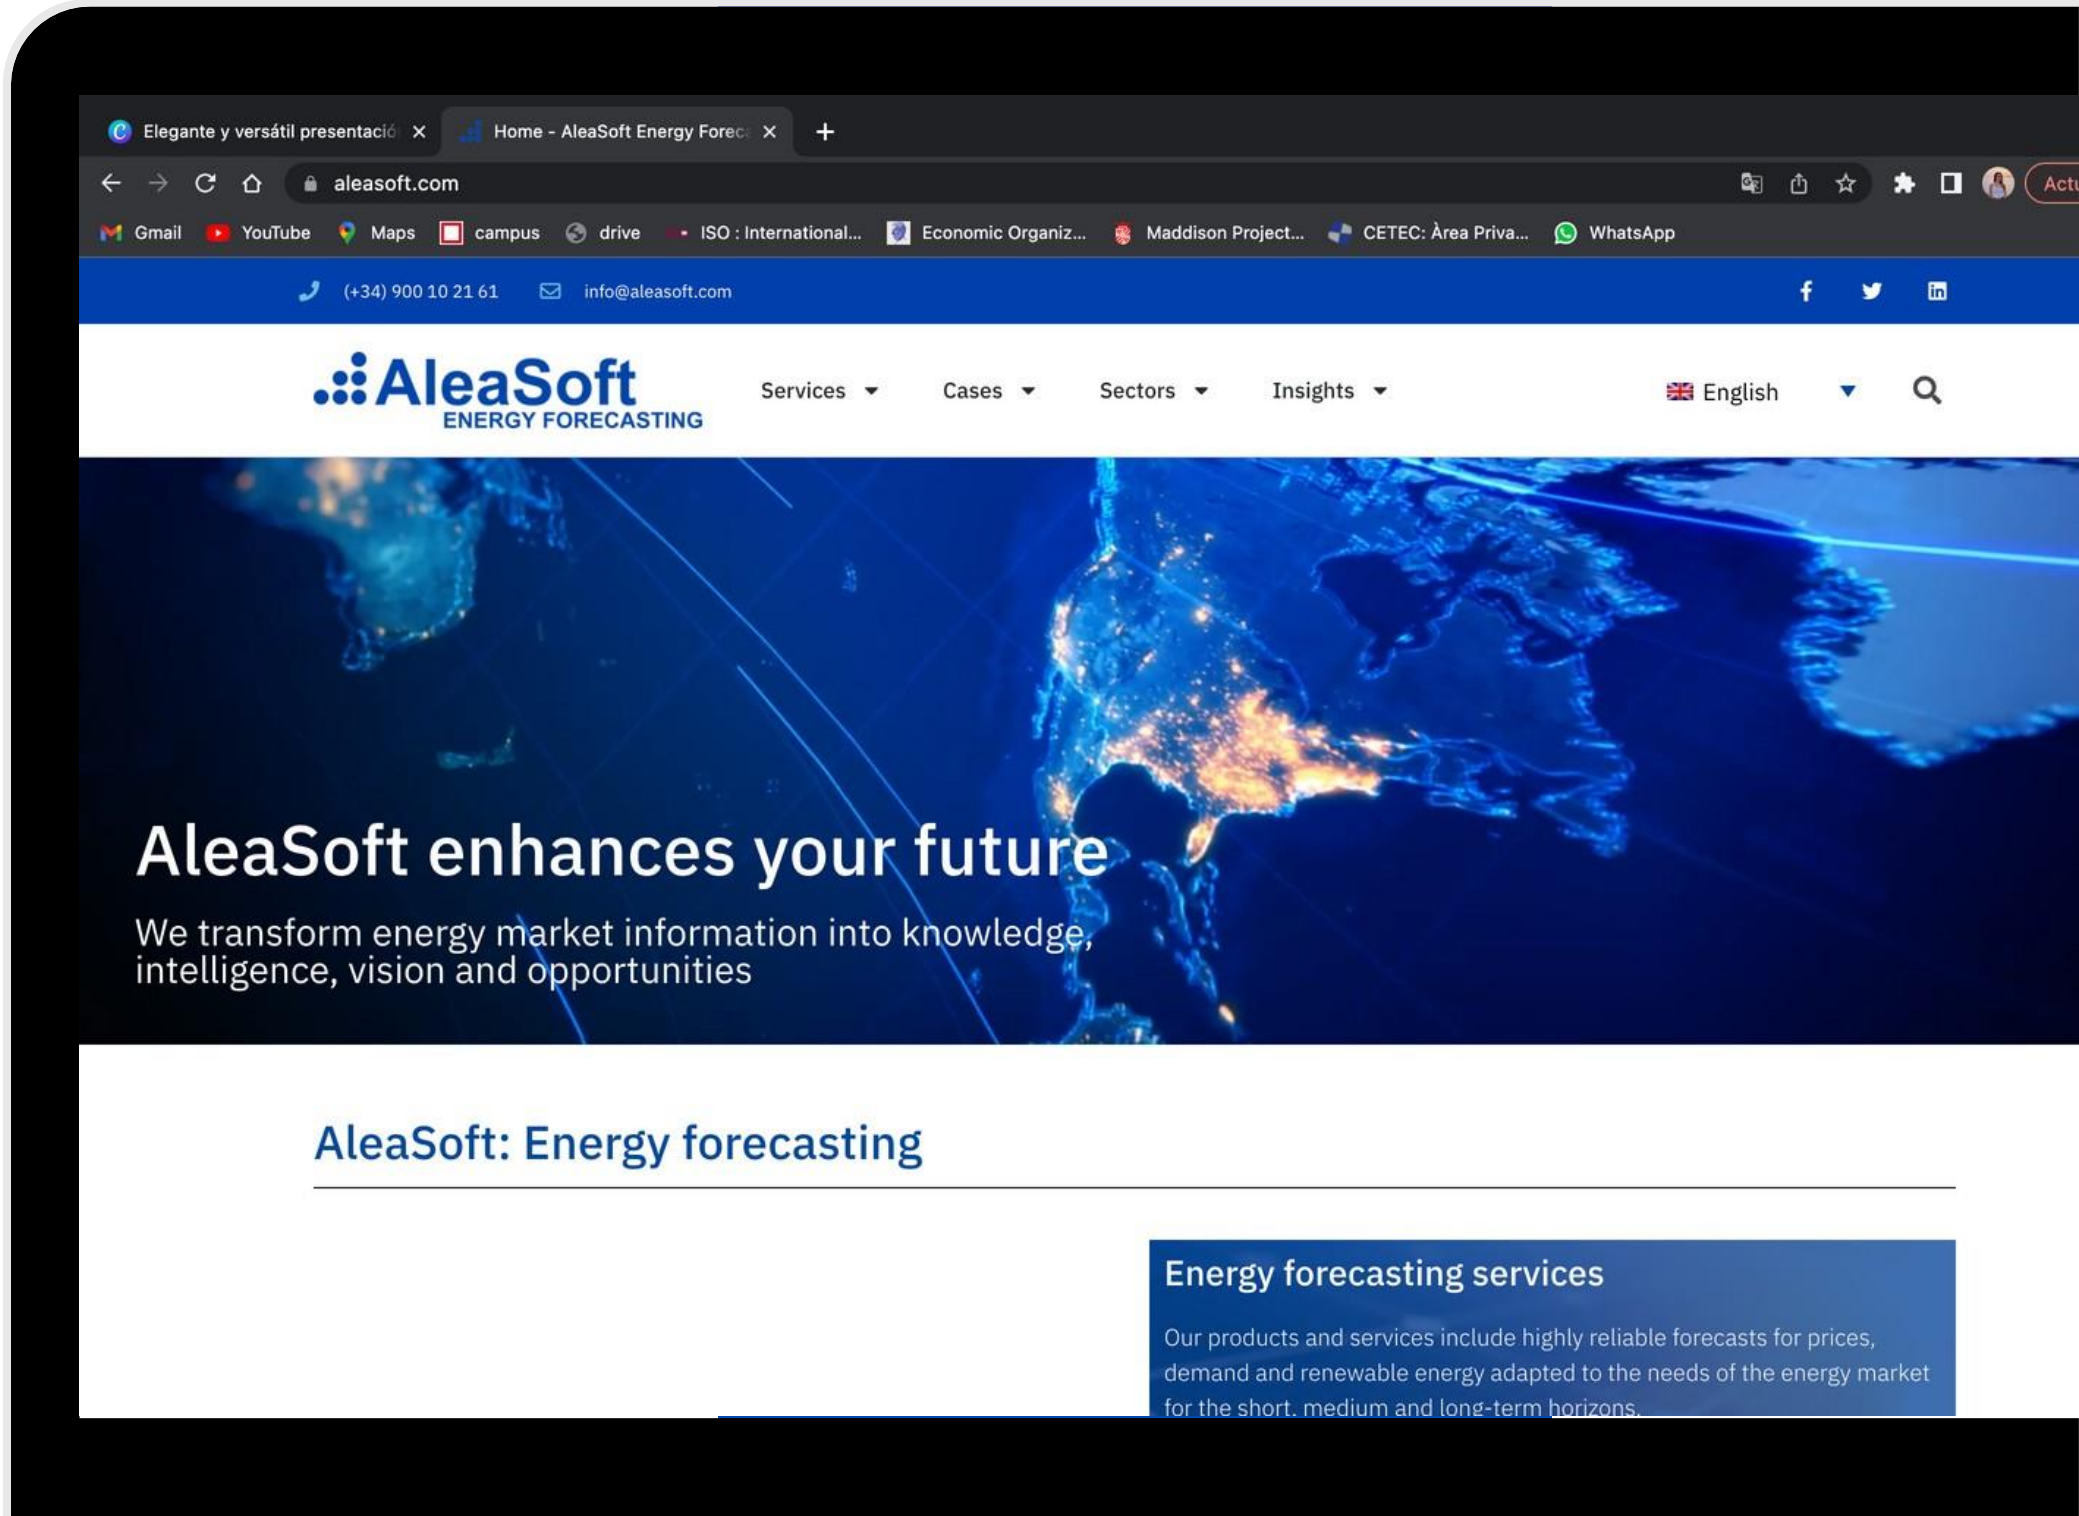 Elegante y versátil presentació
Home - AleaSoft Energy Forec
aleasoft.com
Actu
Gmail YouTube Maps campus drive ISO : International... Economic Organiz... Maddison Project... CETEC: Àrea Priva... WhatsApp
(+34) 900 10 21 61 info@aleasoft.com
AleaSoft
ENERGY FORECASTING
Services Cases Sectors Insights English
AleaSoft enhances your future
We transform energy market information into knowledge,
intelligence, vision and opportunities
AleaSoft: Energy forecasting
Energy forecasting services
Our products and services include highly reliable forecasts for prices,
demand and renewable energy adapted to the needs of the energy market
for the short, medium and long-term horizons.